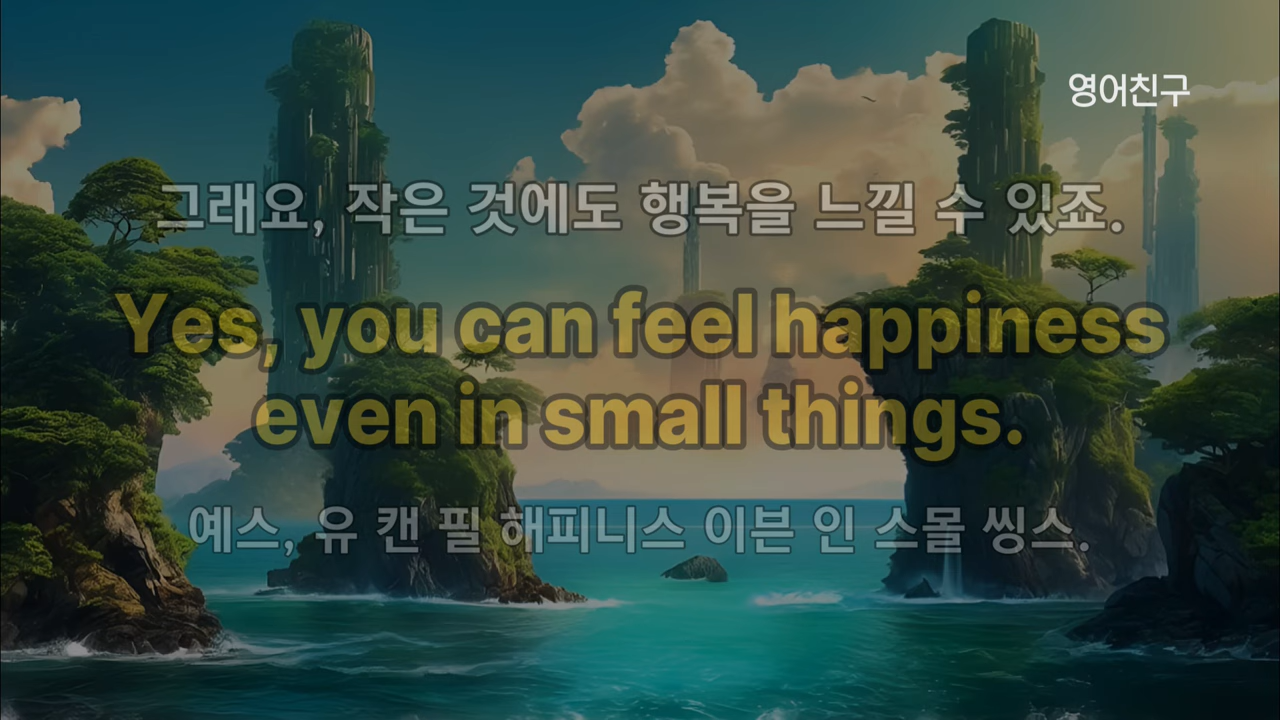 영어친구
그래요, 작은 것에도 행복을 느낄 수 있죠.
Yes, you can feel happiness
even in small things.
예스, 유 캔 필 해피니스 이븐 인 스몰 씽스.